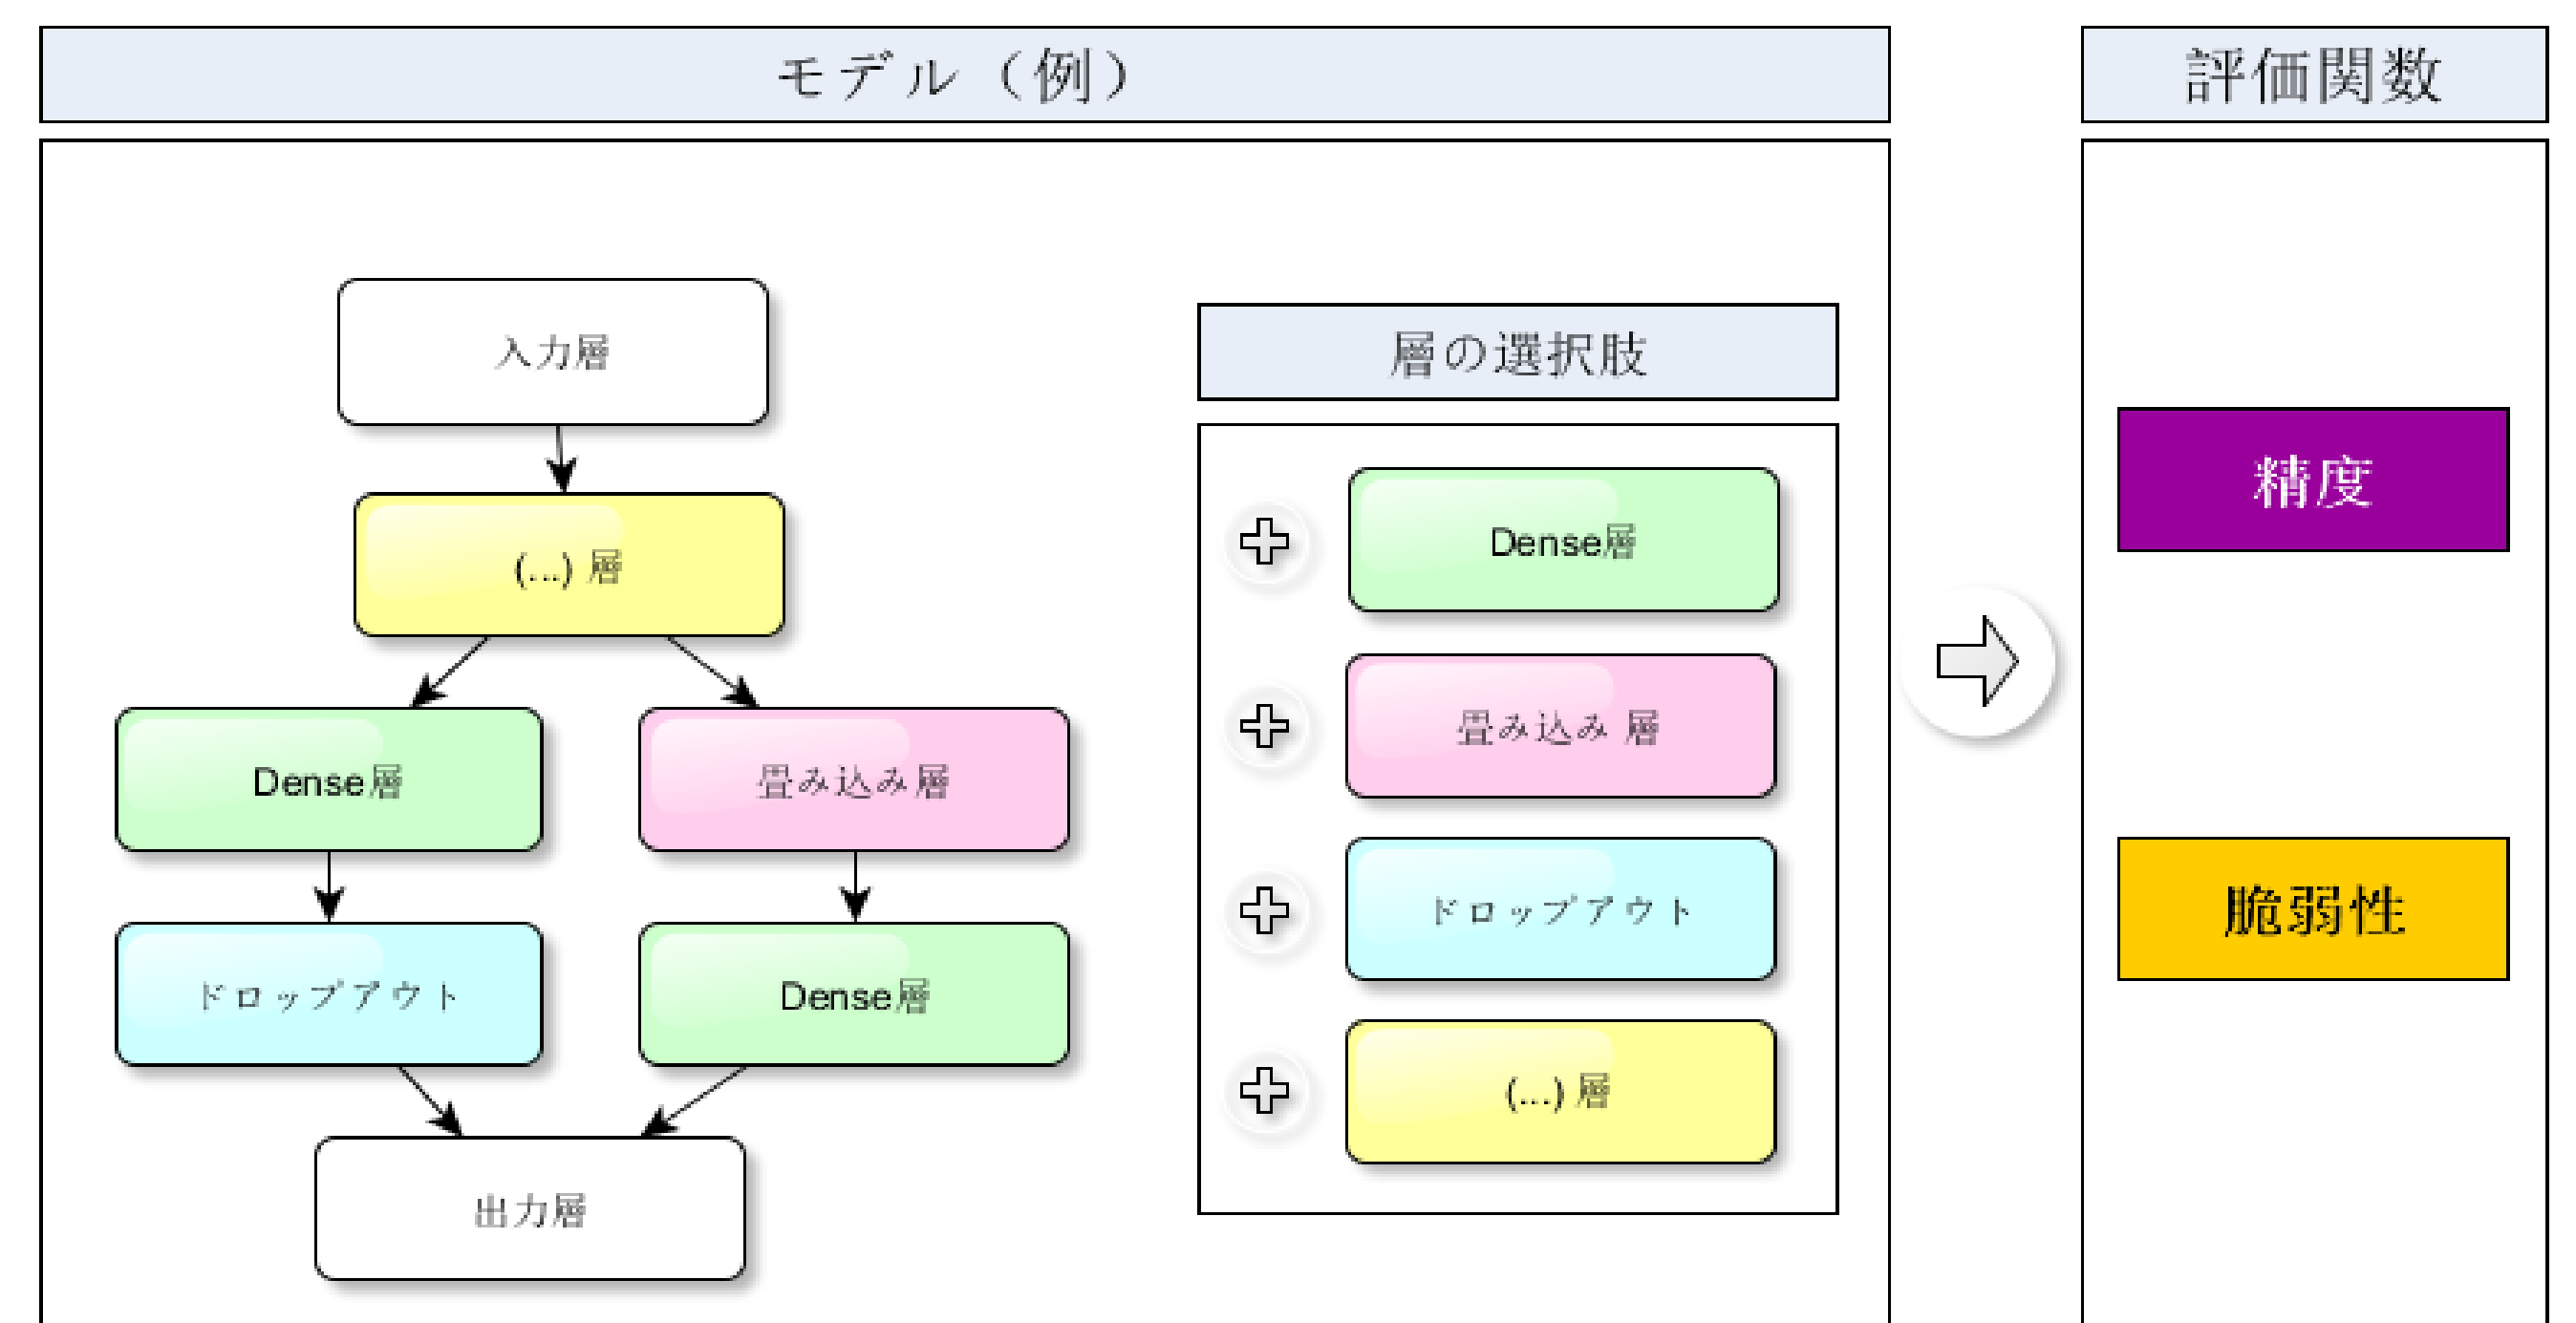 モデル（例）
入力層
(...) 層
Dense層
畳み込み層
ドロップアウト
Dense層
出力層
層の選択肢
Dense層
畳み込み 層
ドロップアウト
(...) 層
評価関数
精度
脆弱性